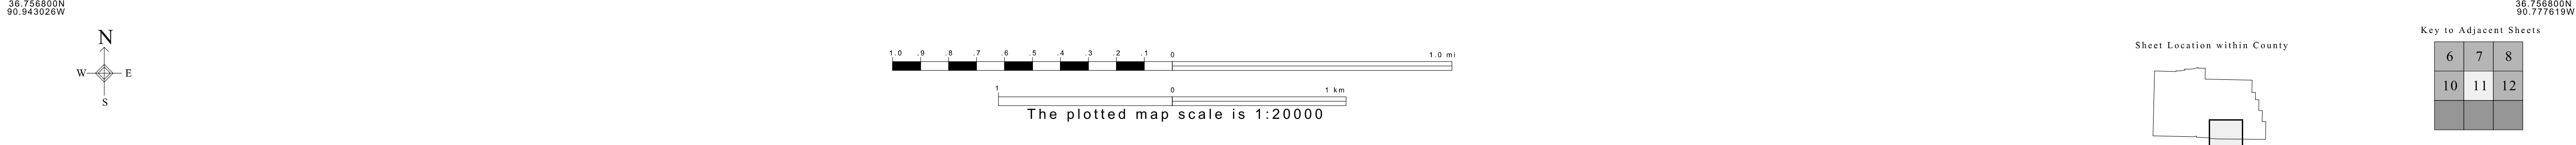 36.756800N
90.943026W
N
W E
S
1.0 .9 .8 .7 .6 .5 .4 .3 .2 .1 0 1.0 mi
1 0 1 km
The plotted map scale is 1:20000
Sheet Location within County
36.756800N
90.777619W
Key to Adjacent Sheets
6 7 8
10 11 12